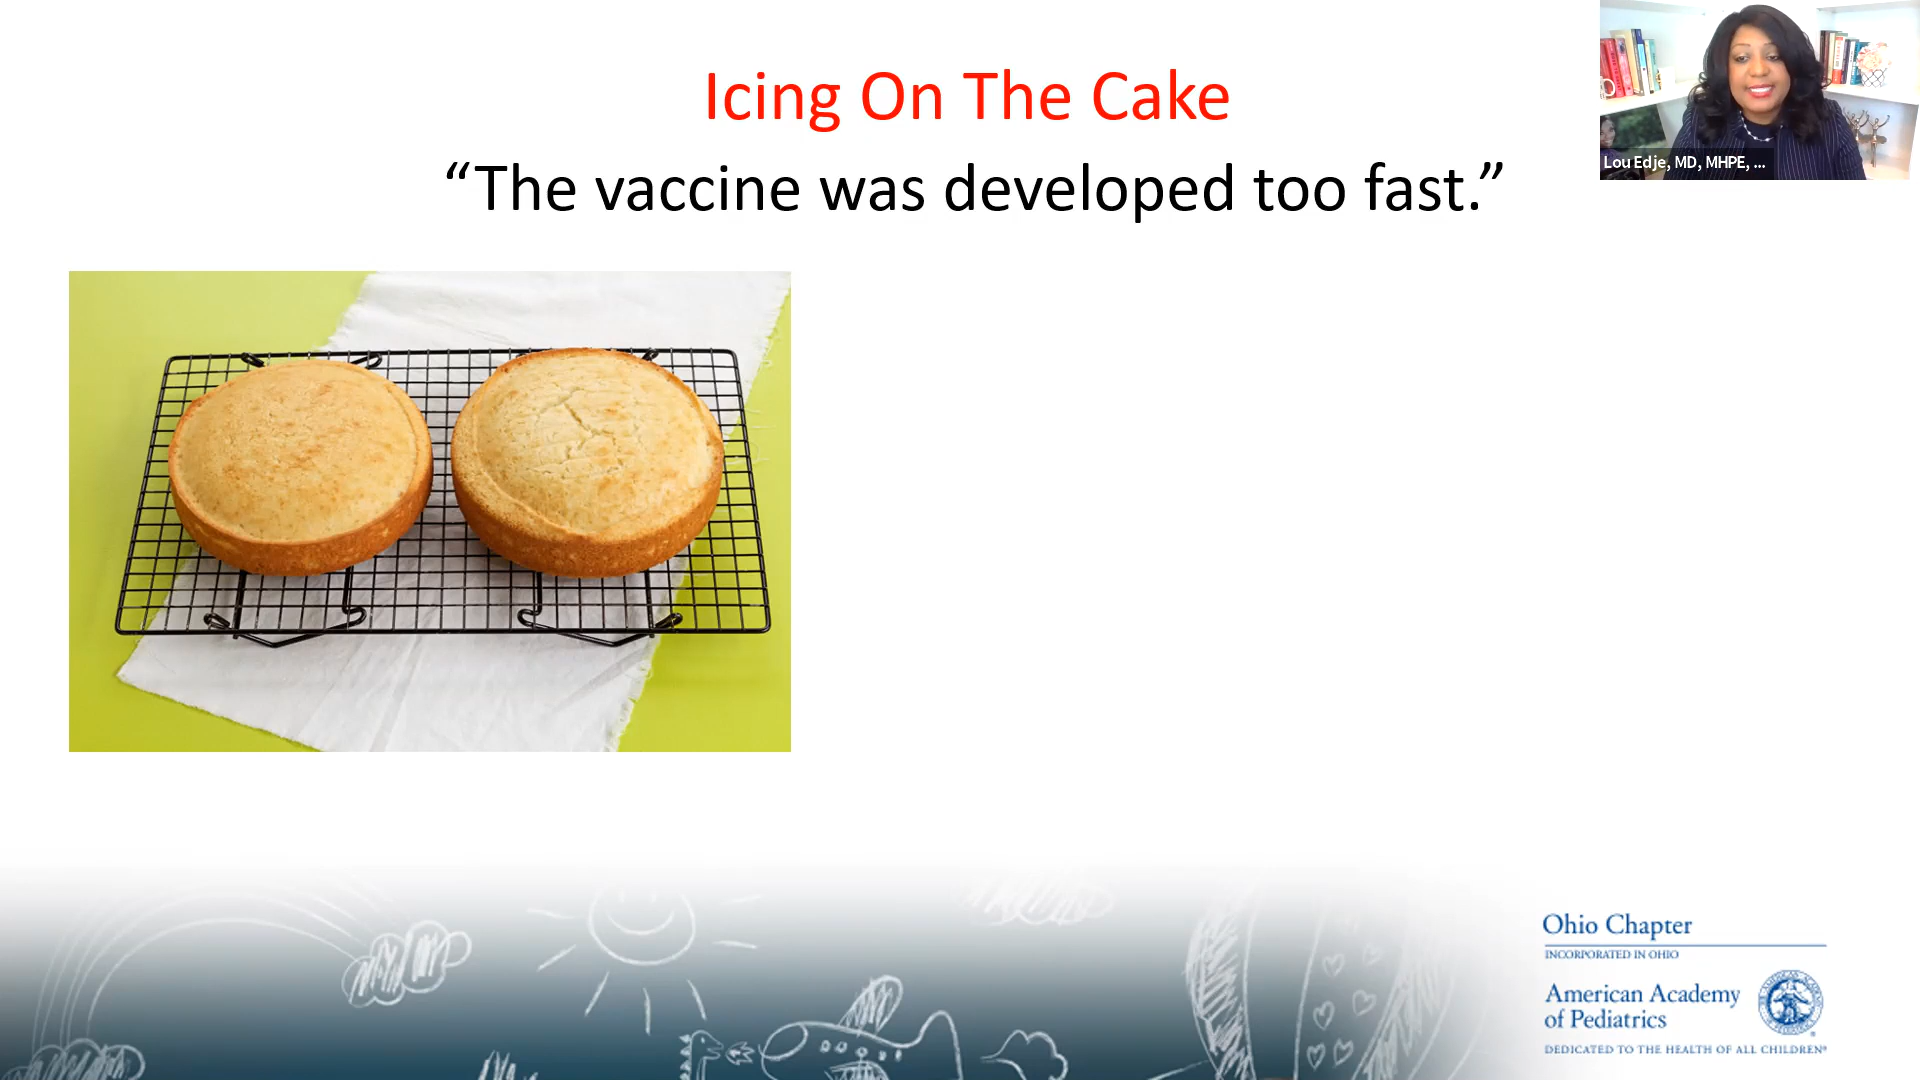 Icing On The Cake
“The vaccine was developed too fast.”
Lou Edje, MD, MHPE, ...
Ohio Chapter
INCORPORATED IN OHIO
American Academy
of Pediatrics
DEDICATED TO THE HEALTH OF ALL CHILDREN®